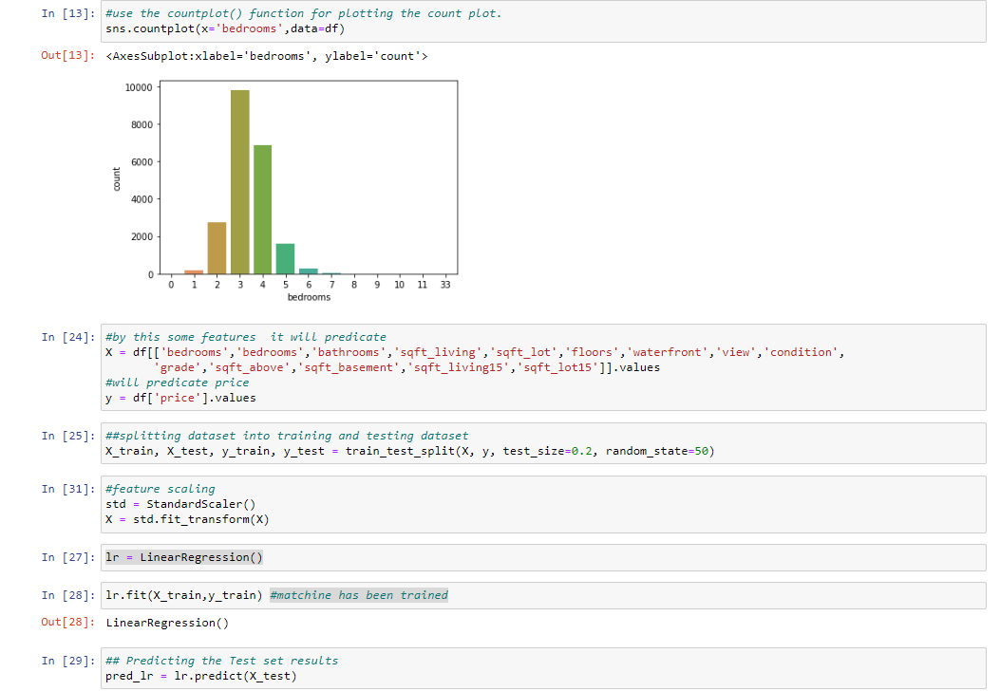 In [13]: #use the countplot() function for plotting the count plot.
sns.countplot(x='bedrooms',data=df)
Out[13]: <AxesSubplot:xlabel='bedrooms', ylabel='count'>
10000
8000
6000
4000
2000
0
count
0 1 2 3 4 5 6 7 8 9 10 11 33
bedrooms
In [24]: #by this some features  it will predicate
X = df[['bedrooms','bedrooms','bathrooms','sqft_living','sqft_lot','floors','waterfront','view','condition',
'grade','sqft_above','sqft_basement','sqft_living15','sqft_lot15']].values
#will predicate price
y = df['price'].values
In [25]: ##splitting dataset into training and testing dataset
X_train, X_test, y_train, y_test = train_test_split(X, y, test_size=0.2, random_state=50)
In [31]: #feature scaling
std = StandardScaler()
X = std.fit_transform(X)
In [27]: lr = LinearRegression()
In [28]: lr.fit(X_train,y_train) #matchine has been trained
Out[28]: LinearRegression()
In [29]: ## Predicting the Test set results
pred_lr = lr.predict(X_test)